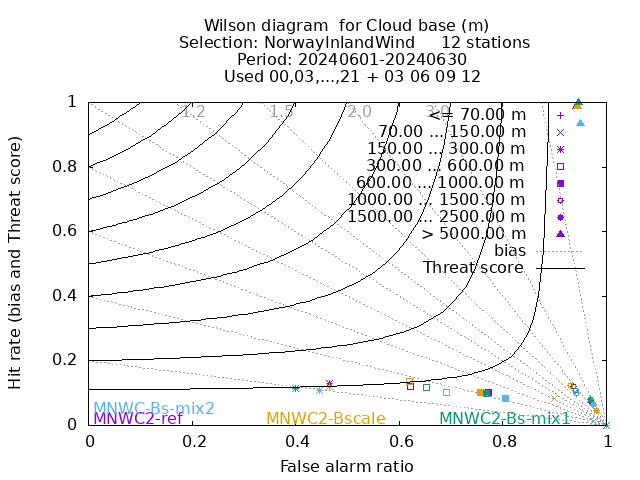 Wilson diagram  for Cloud base (m)
Selection: NorwayInlandWind     12 stations
Period: 20240601-20240630
Used 00,03,...,21 + 03 06 09 12
1.2 1.5 2.0 3.0
<= 70.00 m
70.00 ... 150.00 m
150.00 ... 300.00 m
300.00 ... 600.00 m
600.00 ... 1000.00 m
1000.00 ... 1500.00 m
1500.00 ... 2500.00 m
> 5000.00 m
bias
Threat score
1
0.8
0.6
0.4
0.2
0
Hit rate (bias and Threat score)
MNWC-Bs-mix2
MNWC2-ref
MNWC2-Bscale
MNWC2-Bs-mix1
0 0.2 0.4 0.6 0.8 1
False alarm ratio